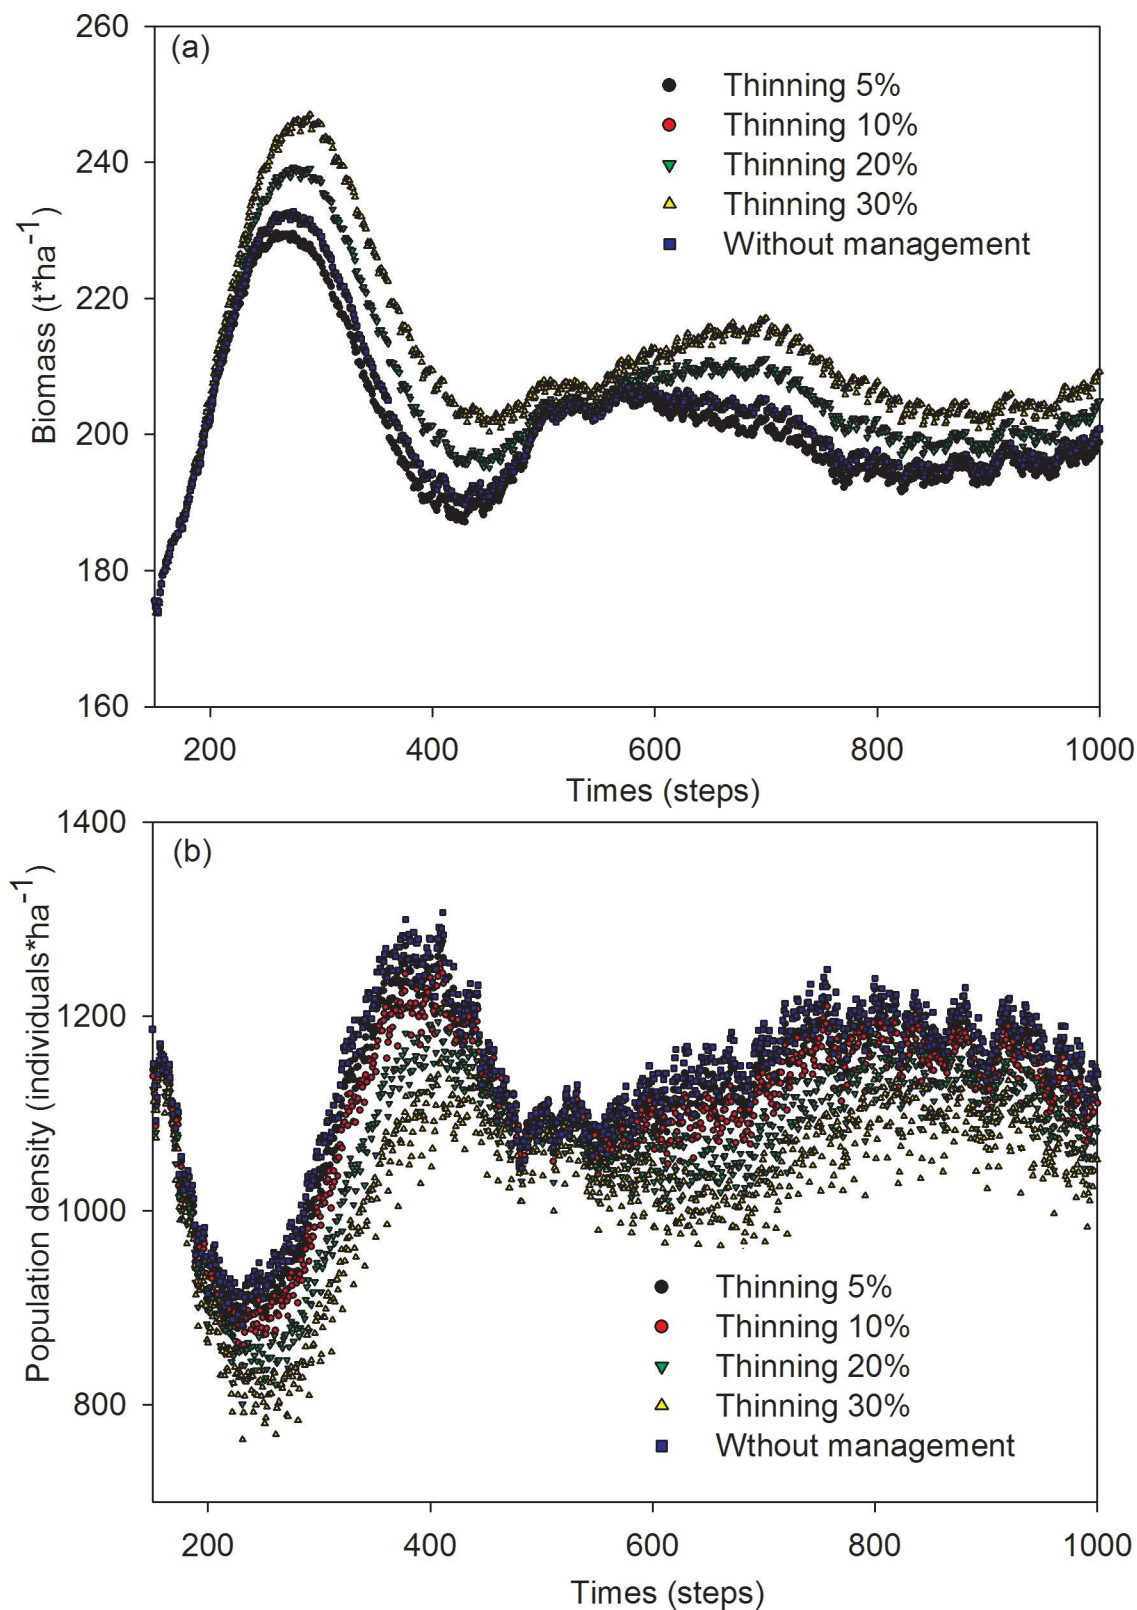 (a)
260
240
220
200
180
160
Biomass (t*ha⁻¹)
Thinning 5%
Thinning 10%
Thinning 20%
Thinning 30%
Without management
200 400 600 800 1000
Times (steps)
(b)
1400
1200
1000
800
Population density (individuals*ha⁻¹)
Thinning 5%
Thinning 10%
Thinning 20%
Thinning 30%
Wthout management
200 400 600 800 1000
Times (steps)